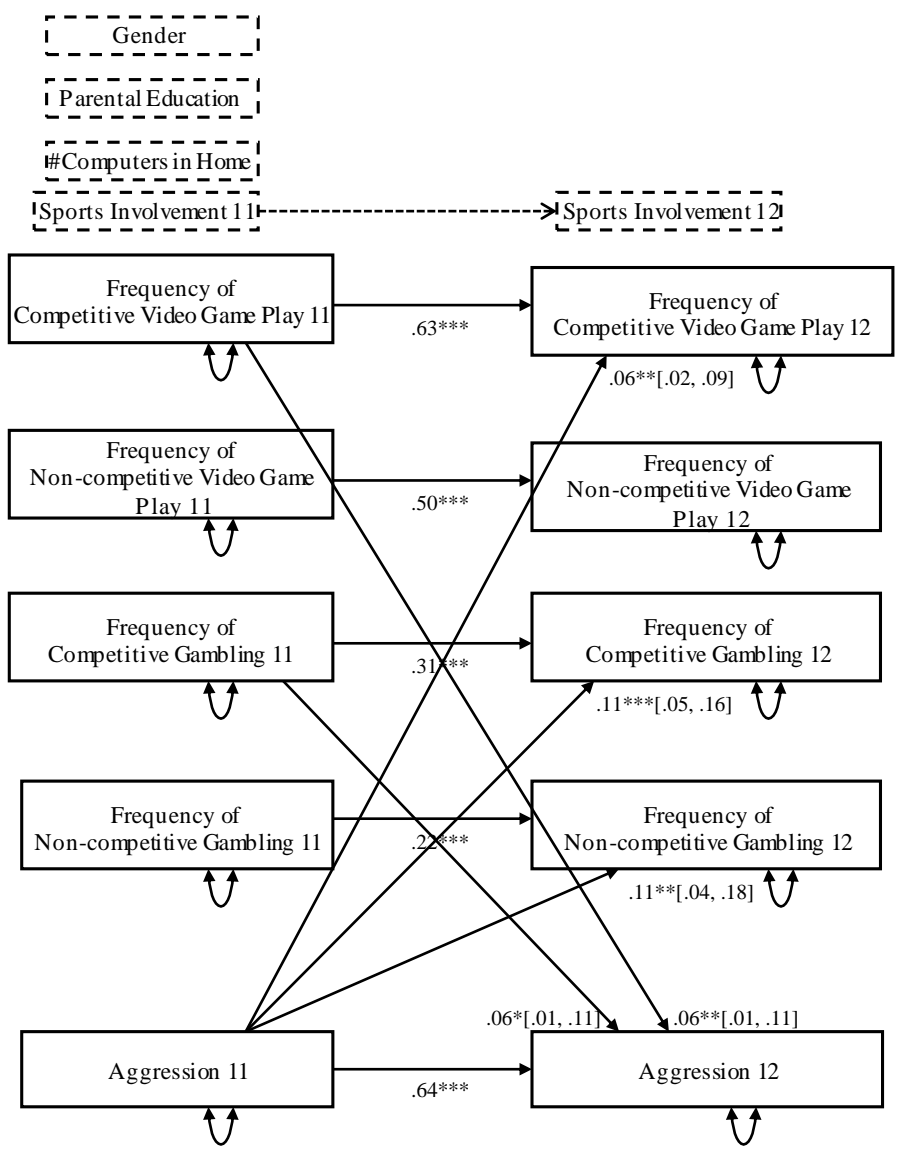 Gender
Parental Education
#Computers in Home
Sports Involvement 11
Sports Involvement 12
Frequency of
Competitive Video Game Play 11
.63***
Frequency of
Competitive Video Game Play 12
.06**[.02, .09]
Frequency of
Non-competitive Video Game
Play 11
.50***
Frequency of
Non-competitive Video Game
Play 12
Frequency of
Competitive Gambling 11
.31***
Frequency of
Competitive Gambling 12
.11***[.05, .16]
Frequency of
Non-competitive Gambling 11
.22***
Frequency of
Non-competitive Gambling 12
.11**[.04, .18]
.06*[.01, .11]
.06**[.01, .11]
Aggression 11
.64***
Aggression 12